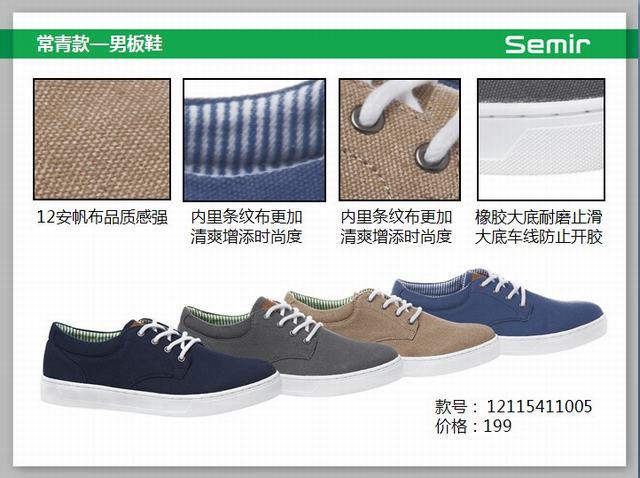 常青款—男板鞋
Semir
12安帆布品质感强
内里条纹布更加
清爽增添时尚度
内里条纹布更加
清爽增添时尚度
橡胶大底耐磨止滑
大底车线防止开胶
款号： 12115411005
价格：199